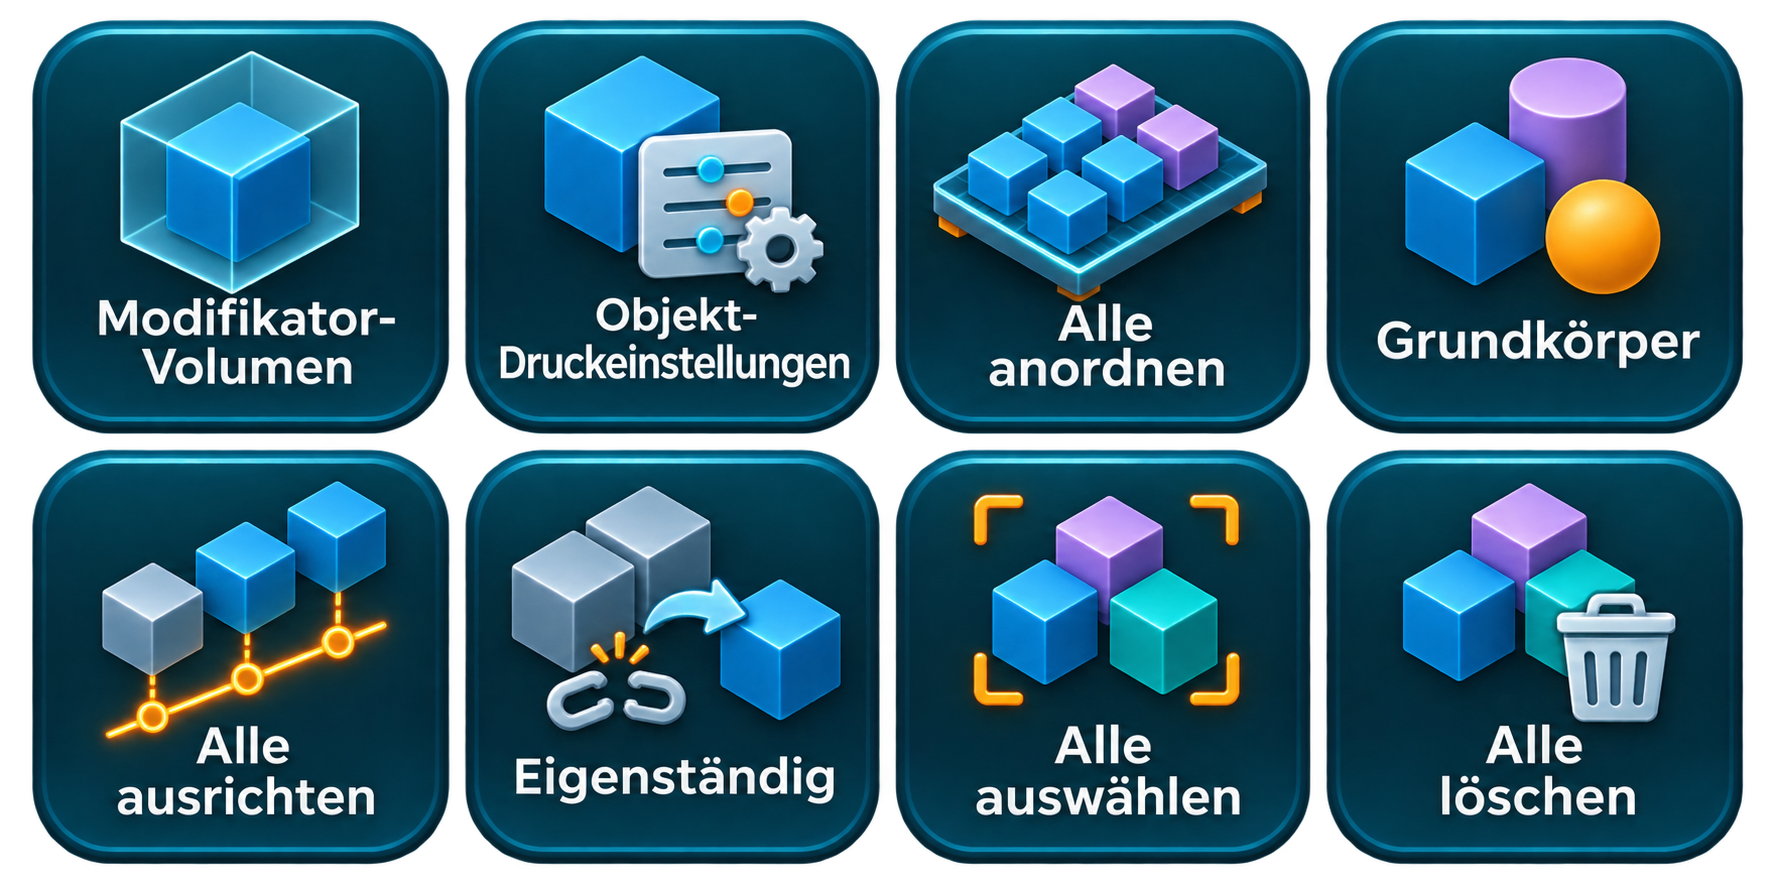 Modifikator-
Volumen
Objekt-
Druckeinstellungen
Alle
anordnen
Grundkörper
Alle
ausrichten
Eigenständig
Alle
auswählen
Alle
löschen